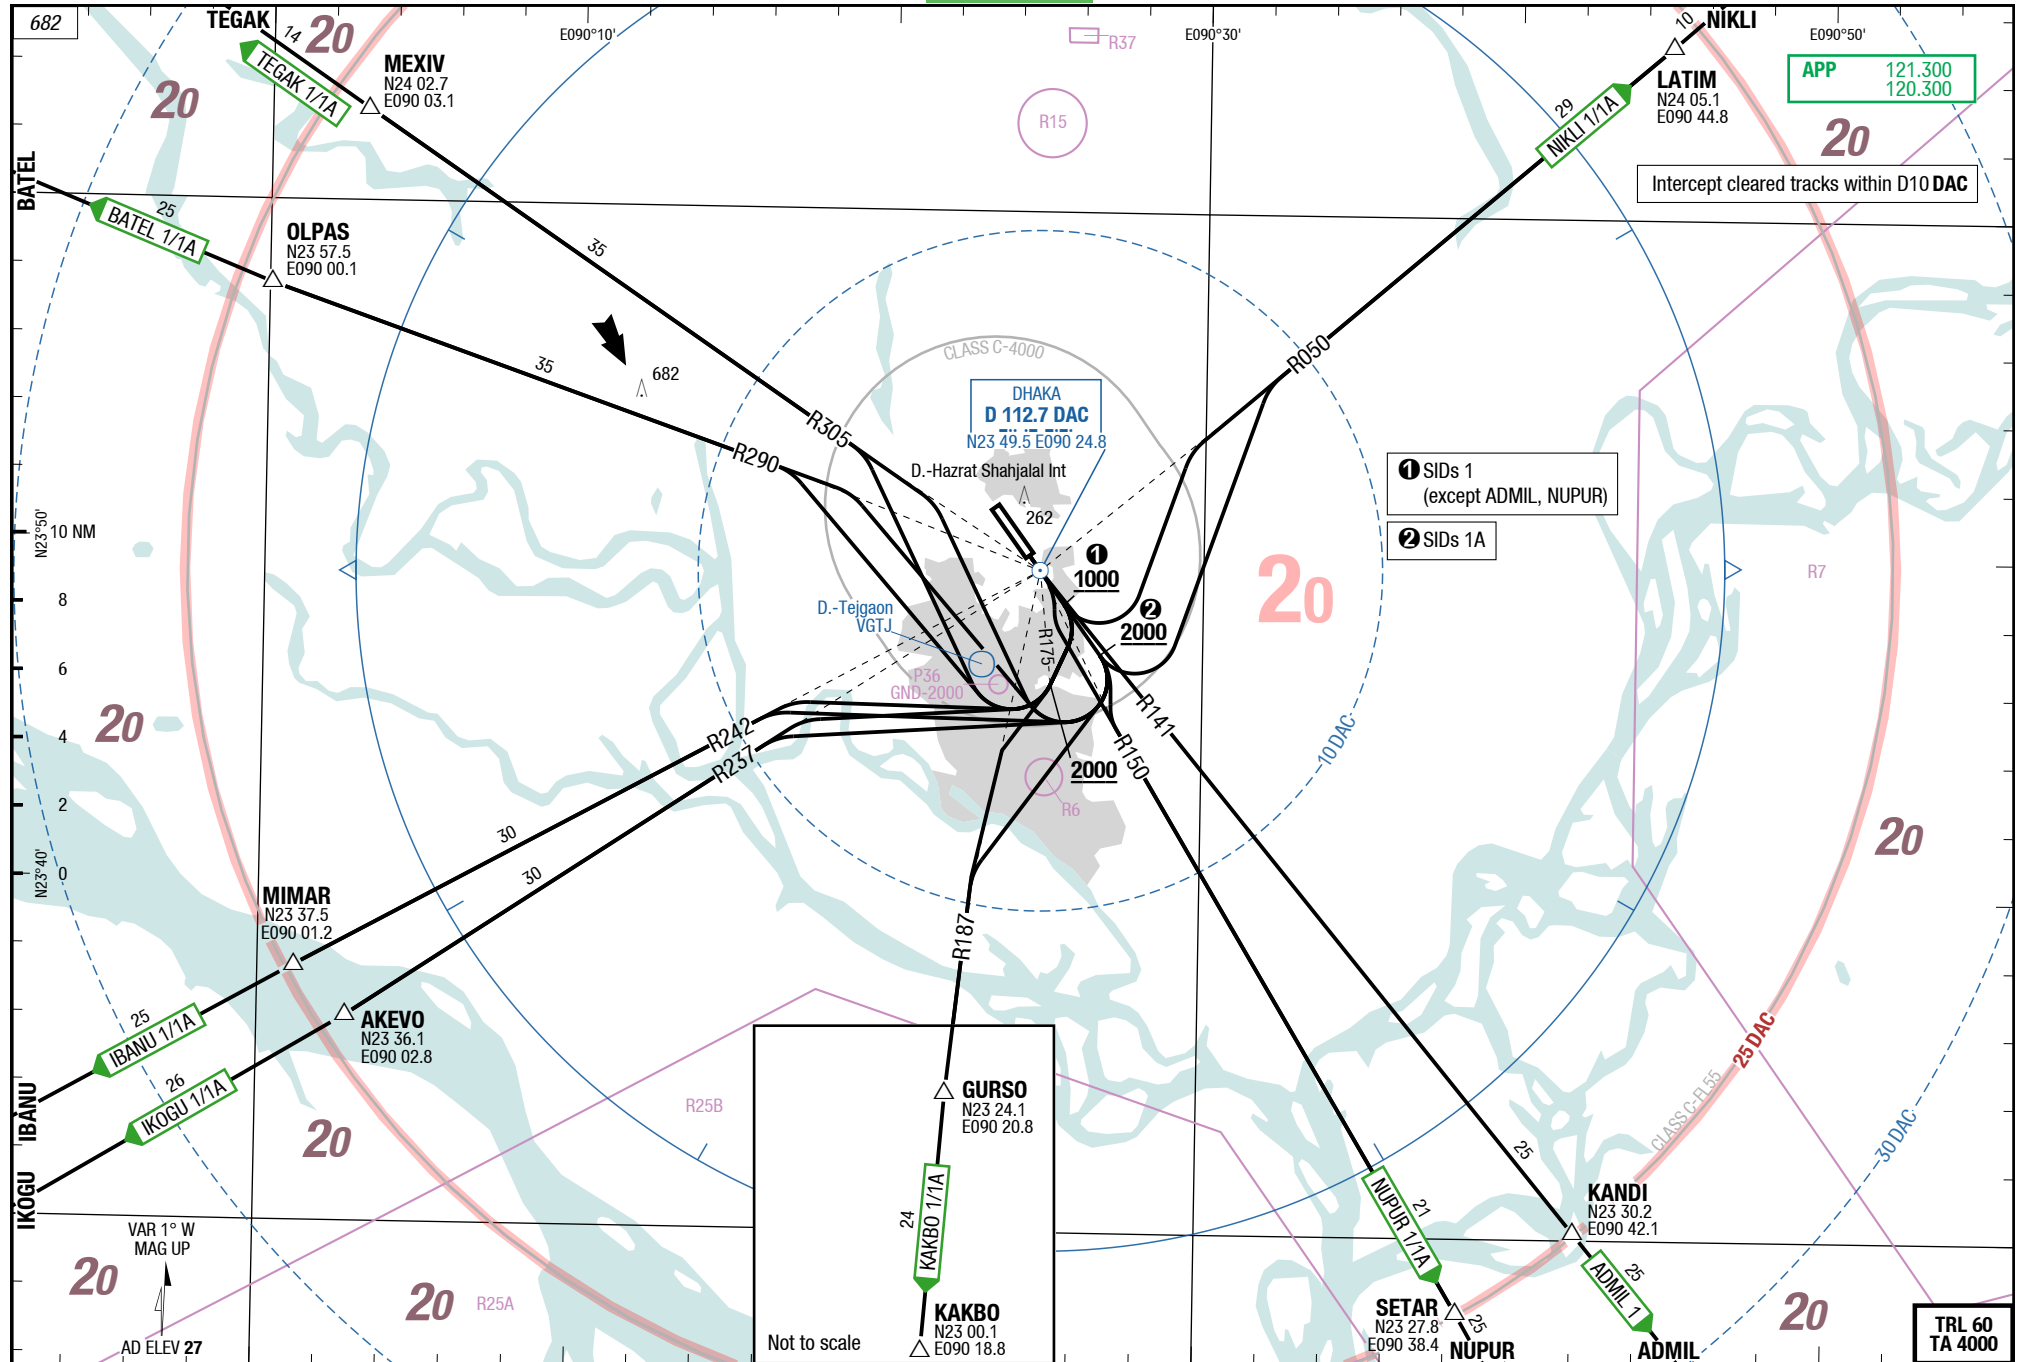 682
TEGAK
14
20
E090°10'
R37
E090°30'
10
NIKLI
E090°50'
TEGAK 1/1A
MEXIV
N24 02.7
E090 03.1
20
R15
29
NIKLI 1/1A
LATIM
N24 05.1
E090 44.8
APP 121.300
120.300
20
Intercept cleared tracks within D10 DAC
BATEL
25
BATEL 1/1A
OLPAS
N23 57.5
E090 00.1
35
35
682
CLASS C-4000
R050
DHAKA
D 112.7 DAC
N23 49.5 E090 24.8
R305
R290
D.-Hazrat Shahjalal Int
262
1 SIDs 1
(except ADMIL, NUPUR)
2 SIDs 1A
N23°50'
10 NM
8
6
4
2
0
N23°40'
1
1000
2
2000
20
R7
D.-Tejgaon
VGTJ
R175
P36
GND-2000
R242
R237
R141
R150
2000
R6
10 DAC
20
20
30
30
R187
MIMAR
N23 37.5
E090 01.2
AKEVO
N23 36.1
E090 02.8
25
IBANU 1/1A
26
IKOGU 1/1A
IBANU
IKOGU
20
R25B
GURSO
N23 24.1
E090 20.8
24
KAKBO 1/1A
KAKBO
N23 00.1
E090 18.8
Not to scale
25 DAC
CLASS C-FL55
30 DAC
25
KANDI
N23 30.2
E090 42.1
21
NUPUR 1/1A
25
ADMIL 1
SETAR
N23 27.8
E090 38.4
25
NUPUR
ADMIL
VAR 1° W
MAG UP
AD ELEV 27
20
20
R25A
20
TRL 60
TA 4000